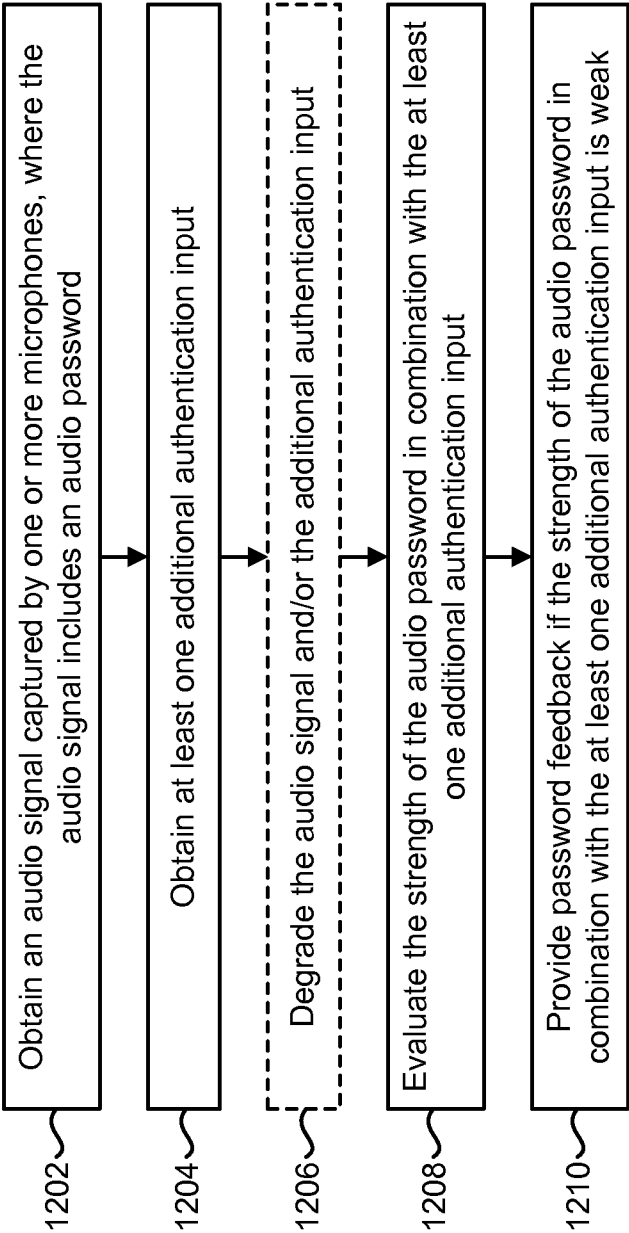 1202
Obtain an audio signal captured by one or more microphones, where the
audio signal includes an audio password
1204
Obtain at least one additional authentication input
1206
Degrade the audio signal and/or the additional authentication input
1208
Evaluate the strength of the audio password in combination with the at least
one additional authentication input
1210
Provide password feedback if the strength of the audio password in
combination with the at least one additional authentication input is weak